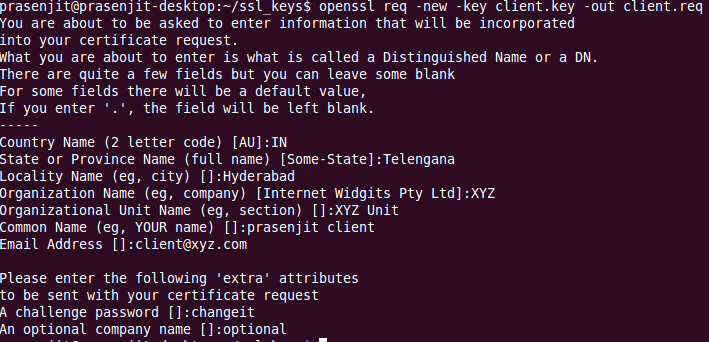 prasenjit@prasenjit-desktop:~/ssl_keys$ openssl req -new -key client.key -out client.req
You are about to be asked to enter information that will be incorporated
into your certificate request.
What you are about to enter is what is called a Distinguished Name or a DN.
There are quite a few fields but you can leave some blank
For some fields there will be a default value,
If you enter '.', the field will be left blank.
-----
Country Name (2 letter code) [AU]:IN
State or Province Name (full name) [Some-State]:Telengana
Locality Name (eg, city) []:Hyderabad
Organization Name (eg, company) [Internet Widgits Pty Ltd]:XYZ
Organizational Unit Name (eg, section) []:XYZ Unit
Common Name (eg, YOUR name) []:prasenjit client
Email Address []:client@xyz.com
Please enter the following 'extra' attributes
to be sent with your certificate request
A challenge password []:changeit
An optional company name []:optional